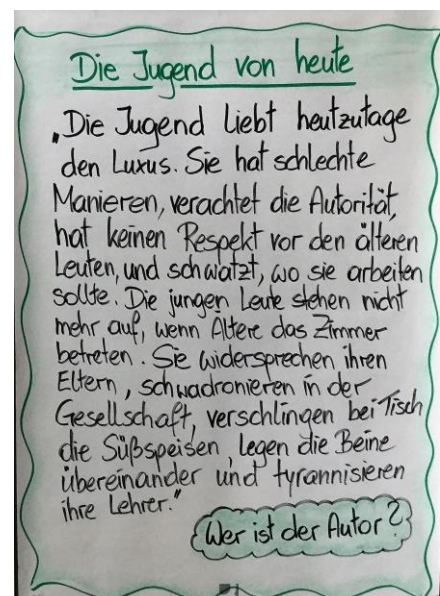 Die Jugend von heute
„Die Jugend liebt heutzutage
den Luxus. Sie hat schlechte
Manieren, verachtet die Autorität,
hat keinen Respekt vor den älteren
Leuten, und schwatzt, wo sie arbeiten
sollte. Die jungen Leute stehen nicht
mehr auf, wenn Ältere das Zimmer
betreten. Sie widersprechen ihren
Eltern, schwadronieren in der
Gesellschaft, verschlingen bei Tisch
die Süßspeisen, legen die Beine
übereinander und tyrannisieren
ihre Lehrer."
Wer ist der Autor?